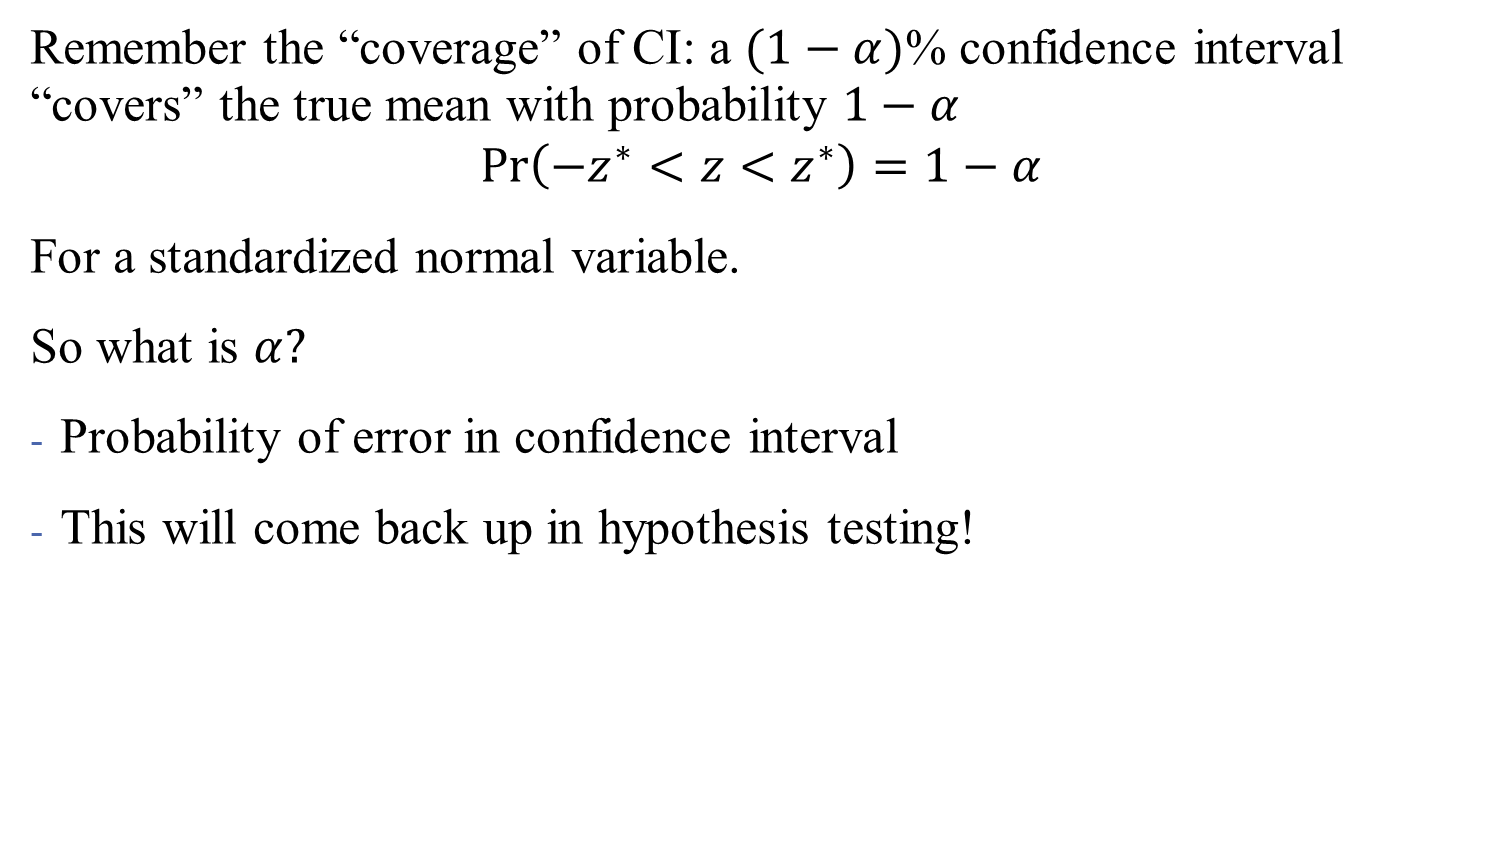 Remember the “coverage” of CI: a (1 − 𝛼)% confidence interval
“covers” the true mean with probability 1 − 𝛼
Pr(−𝑧* < 𝑧 < 𝑧*) = 1 − 𝛼
For a standardized normal variable.
So what is 𝛼?
- Probability of error in confidence interval
- This will come back up in hypothesis testing!